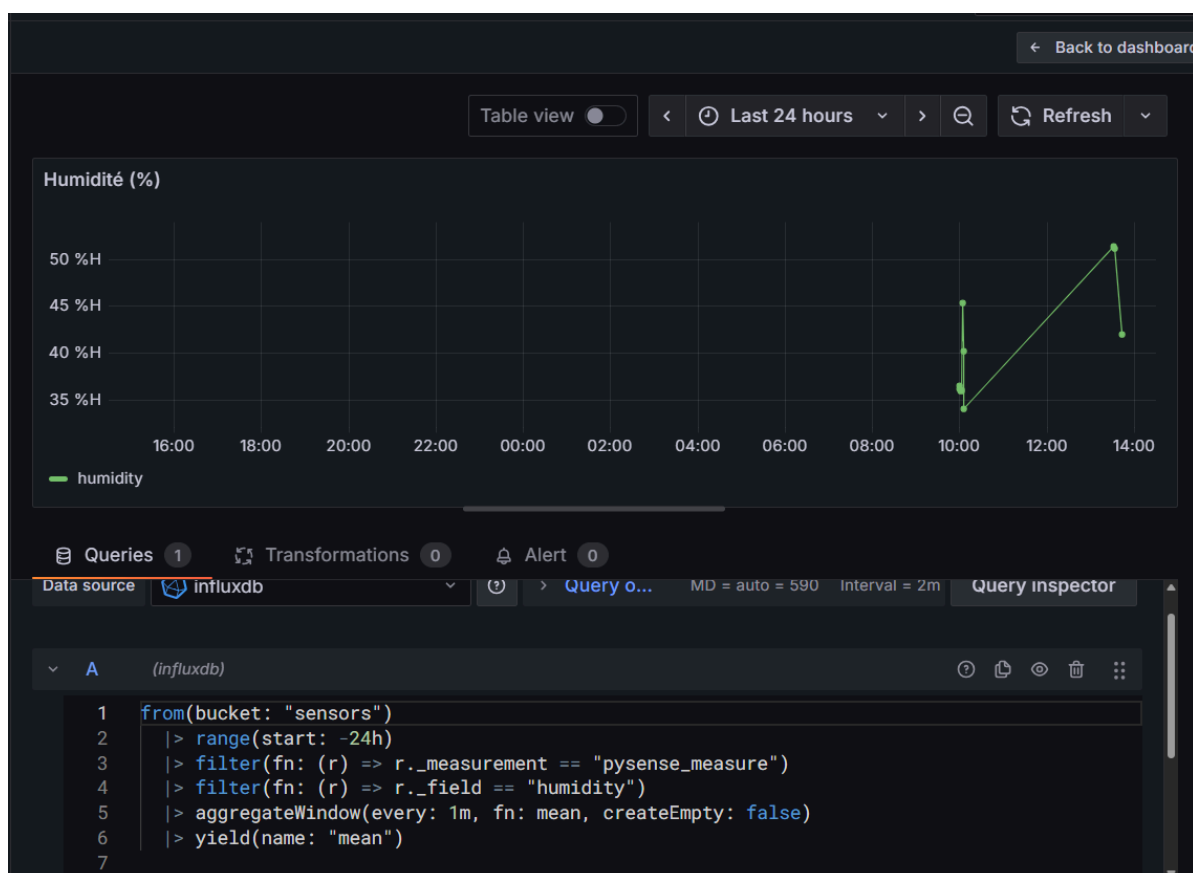 ← Back to dashboard
Table view
Last 24 hours
Refresh
Humidité (%)
50 %H
45 %H
40 %H
35 %H
16:00 18:00 20:00 22:00 00:00 02:00 04:00 06:00 08:00 10:00 12:00 14:00
humidity
Queries 1 Transformations 0 Alert 0
Data source influxdb Query o... MD = auto = 590 Interval = 2m Query inspector
A (influxdb)
1 from(bucket: "sensors")
2 |> range(start: -24h)
3 |> filter(fn: (r) => r._measurement == "pysense_measure")
4 |> filter(fn: (r) => r._field == "humidity")
5 |> aggregateWindow(every: 1m, fn: mean, createEmpty: false)
6 |> yield(name: "mean")
7